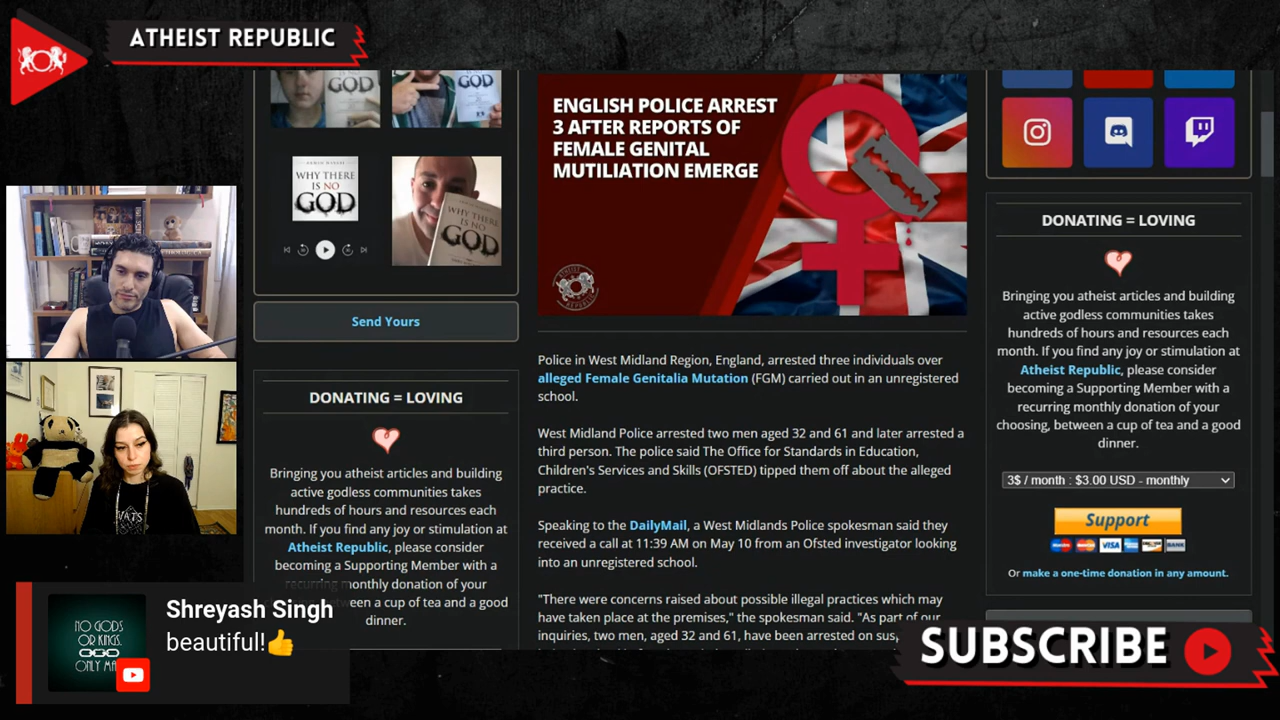 ATHEIST REPUBLIC
GOD
GOD
WHY THERE
IS NO
GOD
WHY THERE
IS NO
GOD
Send Yours
DONATING = LOVING
Bringing you atheist articles and building
active godless communities takes
hundreds of hours and resources each
month. If you find any joy or stimulation at
Atheist Republic, please consider
becoming a Supporting Member with a
recurring monthly donation of your
een a cup of tea and a good
dinner.
ENGLISH POLICE ARREST
3 AFTER REPORTS OF
FEMALE GENITAL
MUTILIATION EMERGE
Police in West Midland Region, England, arrested three individuals over
alleged Female Genitalia Mutation (FGM) carried out in an unregistered
school.
West Midland Police arrested two men aged 32 and 61 and later arrested a
third person. The police said The Office for Standards in Education,
Children's Services and Skills (OFSTED) tipped them off about the alleged
practice.
Speaking to the DailyMail, a West Midlands Police spokesman said they
received a call at 11:39 AM on May 10 from an Ofsted investigator looking
into an unregistered school.
"There were concerns raised about possible illegal practices which may
have taken place at the premises," the spokesman said. "As part of our
inquiries, two men, aged 32 and 61, have been arrested on sus
DONATING = LOVING
Bringing you atheist articles and building
active godless communities takes
hundreds of hours and resources each
month. If you find any joy or stimulation at
Atheist Republic, please consider
becoming a Supporting Member with a
recurring monthly donation of your
choosing, between a cup of tea and a good
dinner.
3$ / month : $3.00 USD - monthly
Support
VISA
BANK
Or make a one-time donation in any amount.
Shreyash Singh
beautiful!👍
NO GODS
OR KINGS.
ONLY MA
SUBSCRIBE